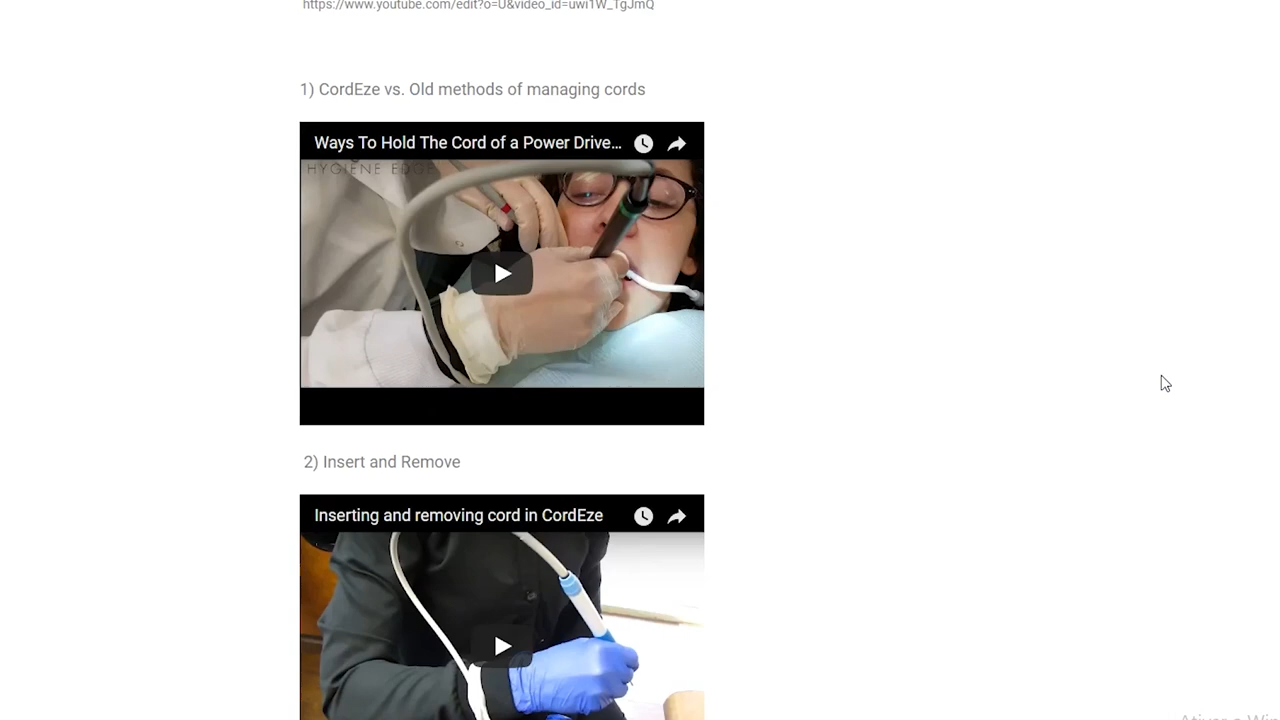 https://www.youtube.com/edit?o=U&video_id=uwi1W_TgJmQ
1) CordEze vs. Old methods of managing cords
Ways To Hold The Cord of a Power Drive...
HYGIENE EDGE
2) Insert and Remove
Inserting and removing cord in CordEze